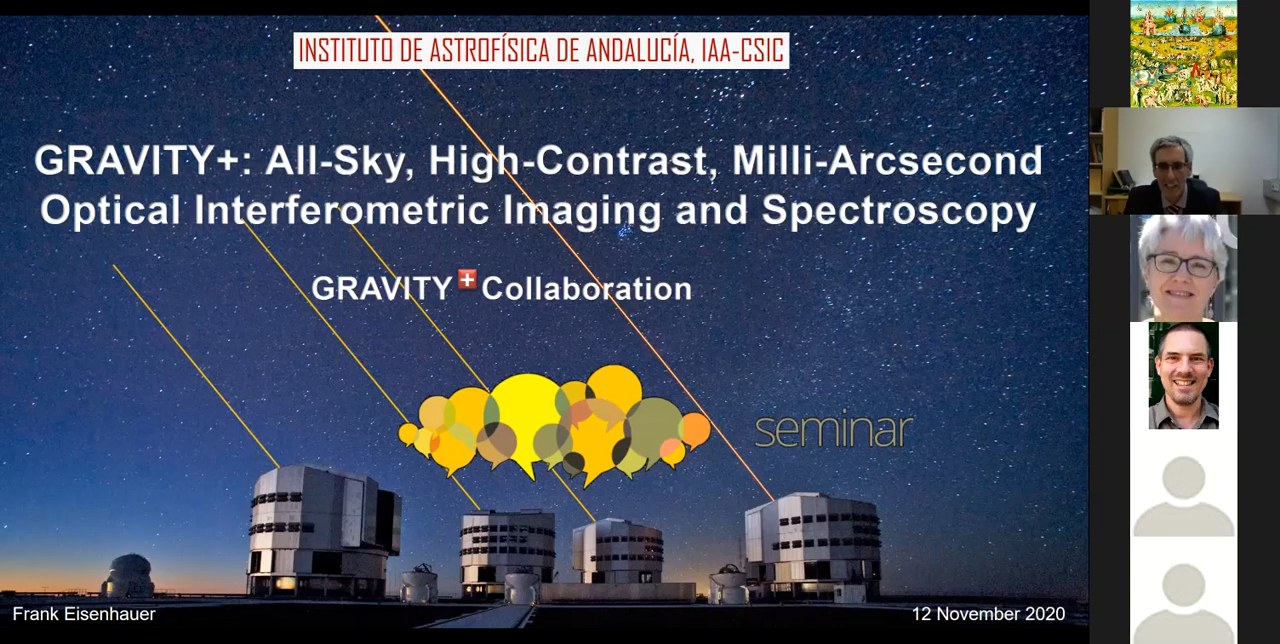 INSTITUTO DE ASTROFÍSICA DE ANDALUCÍA, IAA-CSIC
GRAVITY+: All-Sky, High-Contrast, Milli-Arcsecond
Optical Interferometric Imaging and Spectroscopy
GRAVITY+ Collaboration
seminar
Frank Eisenhauer
12 November 2020